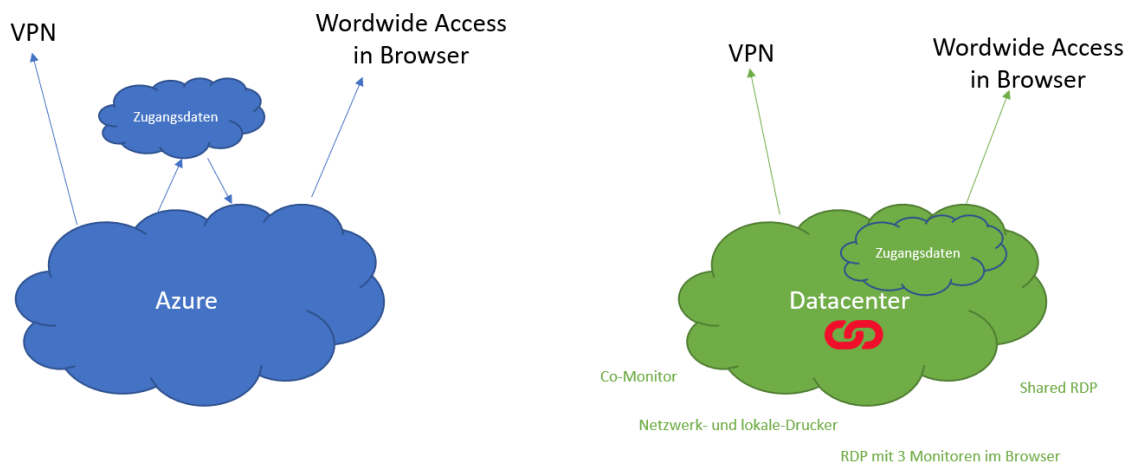 VPN
Wordwide Access
in Browser
Zugangsdaten
Azure
VPN
Wordwide Access
in Browser
Zugangsdaten
Datacenter
Co-Monitor
Shared RDP
Netzwerk- und lokale-Drucker
RDP mit 3 Monitoren im Browser